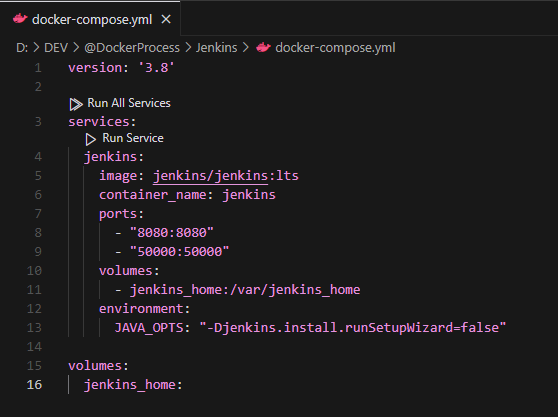 docker-compose.yml
D: > DEV > @DockerProcess > Jenkins > docker-compose.yml
1 version: '3.8'
2
Run All Services
3 services:
Run Service
4 jenkins:
5 image: jenkins/jenkins:lts
6 container_name: jenkins
7 ports:
8 - "8080:8080"
9 - "50000:50000"
10 volumes:
11 - jenkins_home:/var/jenkins_home
12 environment:
13 JAVA_OPTS: "-Djenkins.install.runSetupWizard=false"
14
15 volumes:
16 jenkins_home: